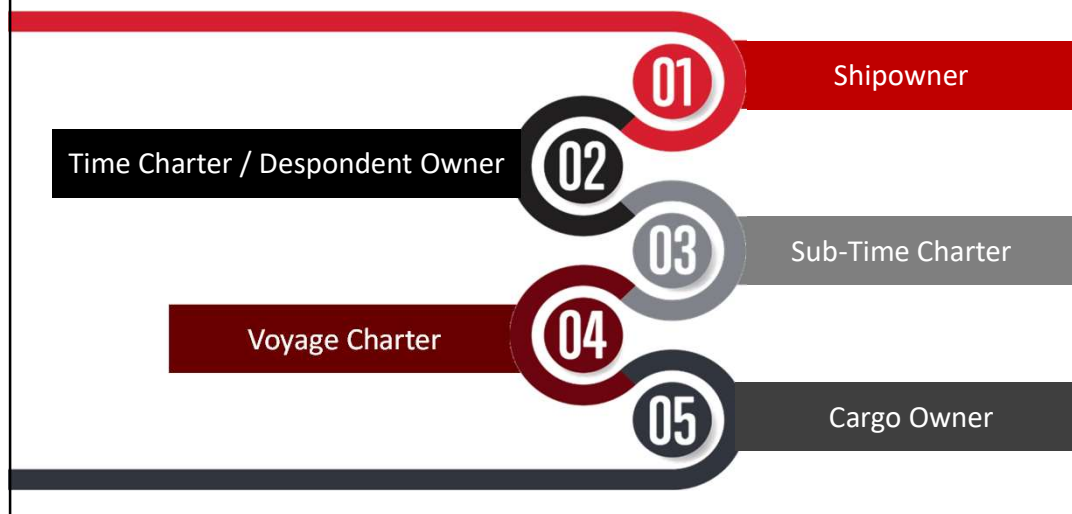 01 Shipowner
Time Charter / Despondent Owner 02
03 Sub-Time Charter
Voyage Charter 04
05 Cargo Owner